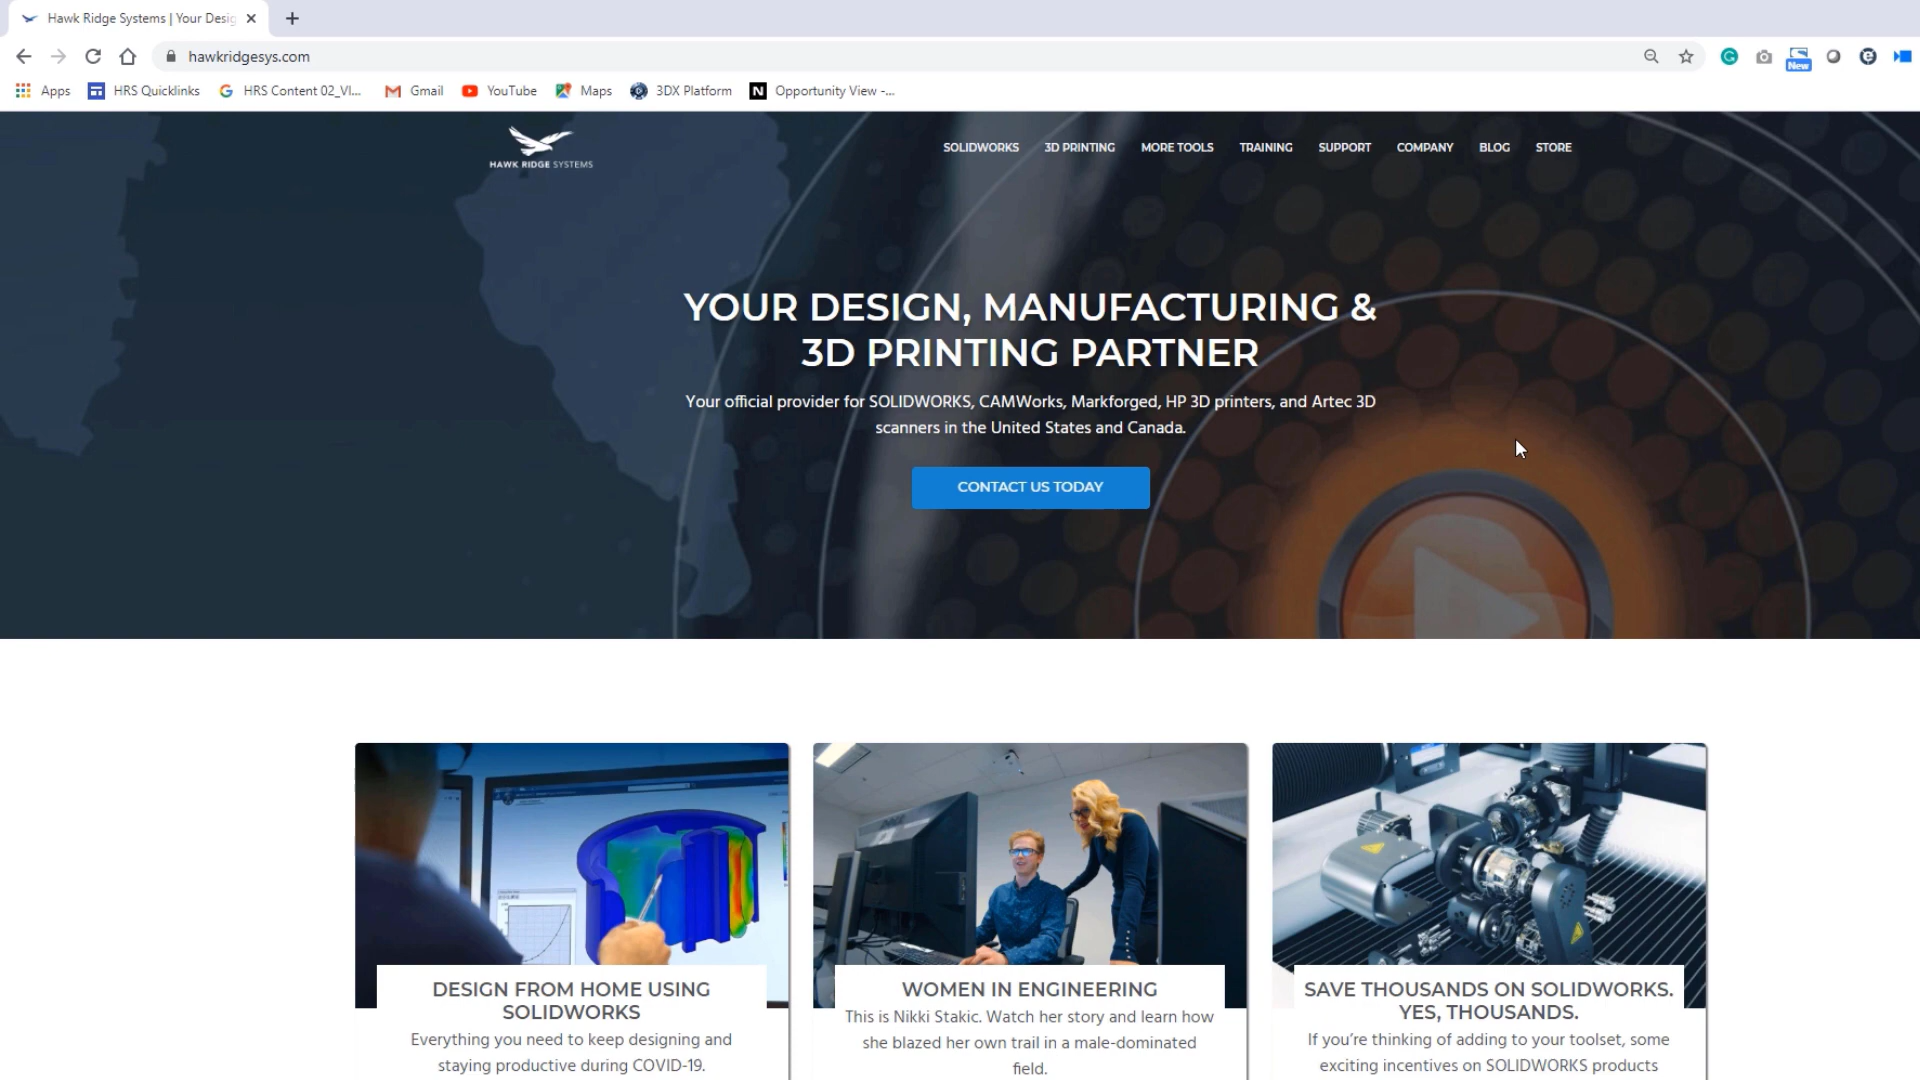 Hawk Ridge Systems | Your Desig
hawkridgesys.com
New
Apps
HRS Quicklinks
HRS Content 02_VI...
Gmail
YouTube
Maps
3DX Platform
N
Opportunity View -...
HAWK RIDGE SYSTEMS
SOLIDWORKS
3D PRINTING
MORE TOOLS
TRAINING
SUPPORT
COMPANY
BLOG
STORE
YOUR DESIGN, MANUFACTURING &
3D PRINTING PARTNER
Your official provider for SOLIDWORKS, CAMWorks, Markforged, HP 3D printers, and Artec 3D
scanners in the United States and Canada.
CONTACT US TODAY
DESIGN FROM HOME USING
SOLIDWORKS
Everything you need to keep designing and
staying productive during COVID-19.
WOMEN IN ENGINEERING
This is Nikki Stakic. Watch her story and learn how
she blazed her own trail in a male-dominated
field.
SAVE THOUSANDS ON SOLIDWORKS.
YES, THOUSANDS.
If you're thinking of adding to your toolset, some
exciting incentives on SOLIDWORKS products